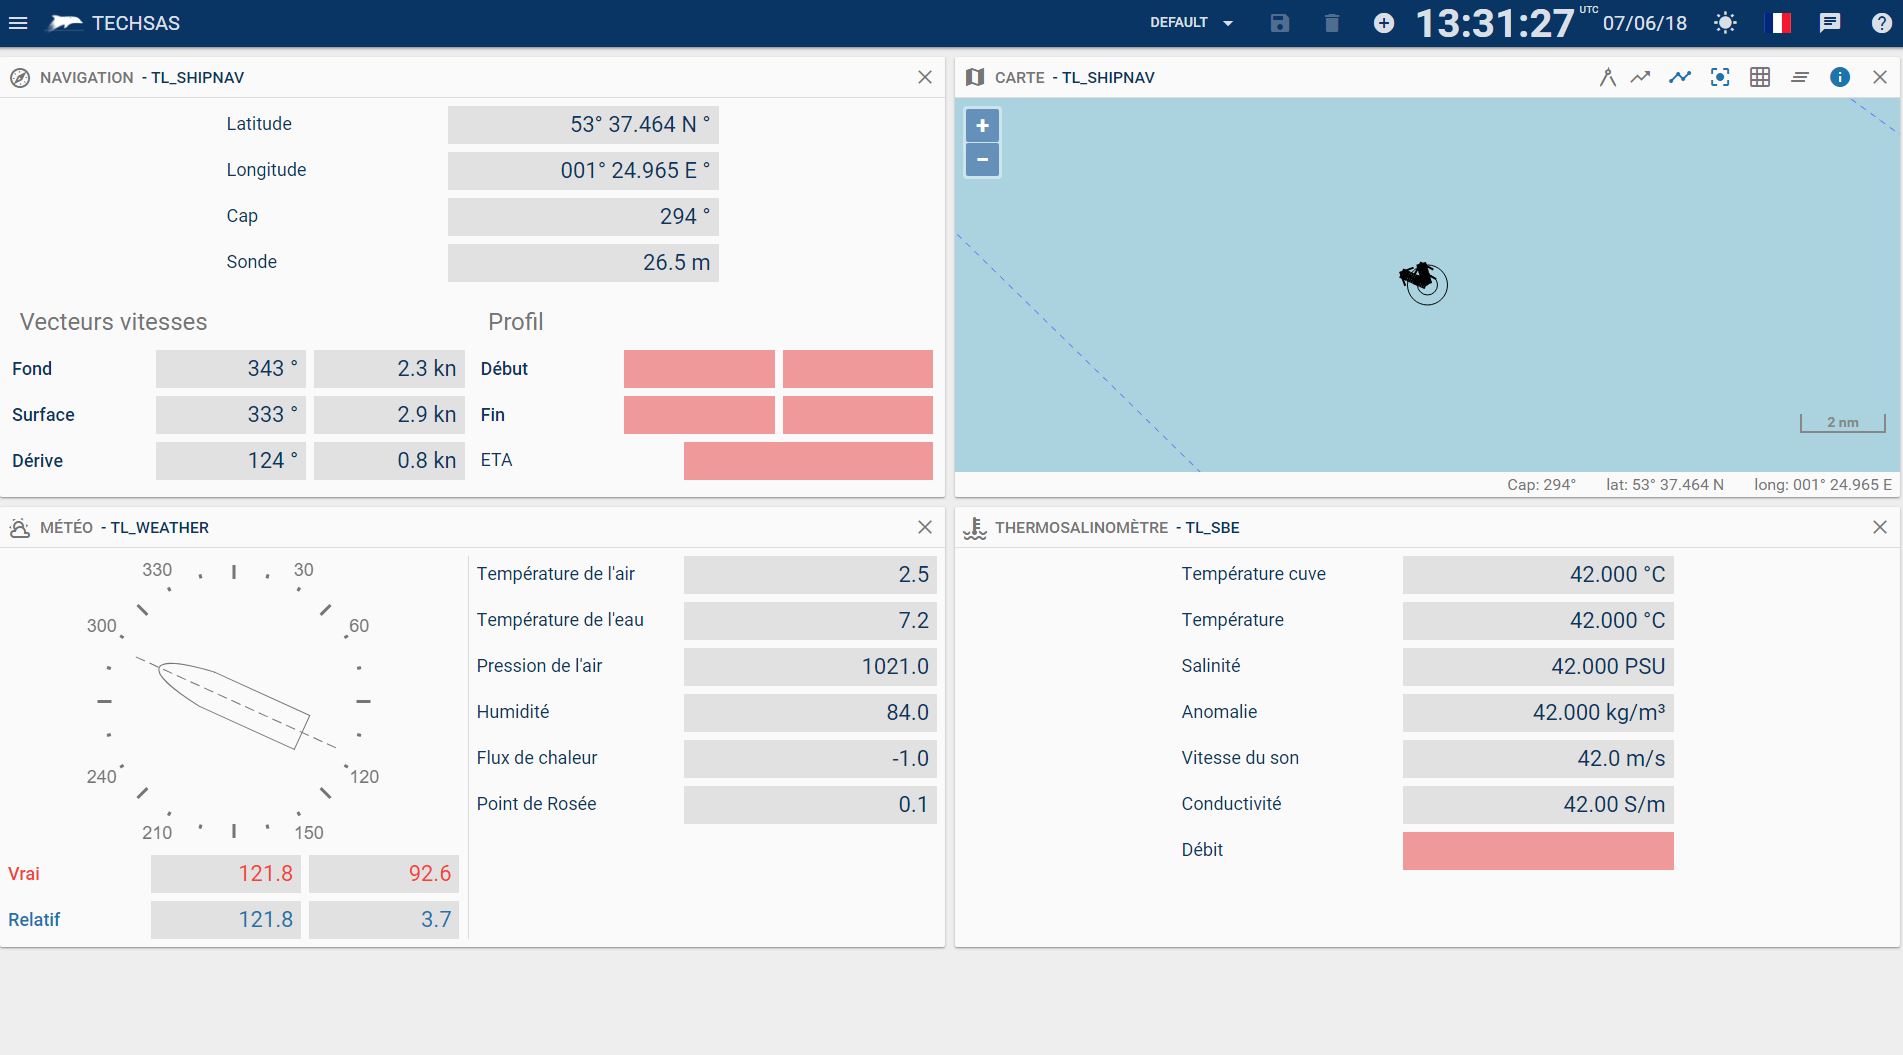 TECHSAS
DEFAULT
13:31:27 UTC 07/06/18
NAVIGATION - TL_SHIPNAV
Latitude 53° 37.464 N °
Longitude 001° 24.965 E °
Cap 294 °
Sonde 26.5 m
Vecteurs vitesses
Fond 343 ° 2.3 kn
Surface 333 ° 2.9 kn
Dérive 124 ° 0.8 kn
Profil
Début
Fin
ETA
CARTE - TL_SHIPNAV
+
−
2 nm
Cap: 294° lat: 53° 37.464 N long: 001° 24.965 E
MÉTÉO - TL_WEATHER
330 30
300 60
240 120
210 150
Vrai 121.8 92.6
Relatif 121.8 3.7
Température de l'air 2.5
Température de l'eau 7.2
Pression de l'air 1021.0
Humidité 84.0
Flux de chaleur -1.0
Point de Rosée 0.1
THERMOSALINOMÈTRE - TL_SBE
Température cuve 42.000 °C
Température 42.000 °C
Salinité 42.000 PSU
Anomalie 42.000 kg/m³
Vitesse du son 42.0 m/s
Conductivité 42.00 S/m
Débit